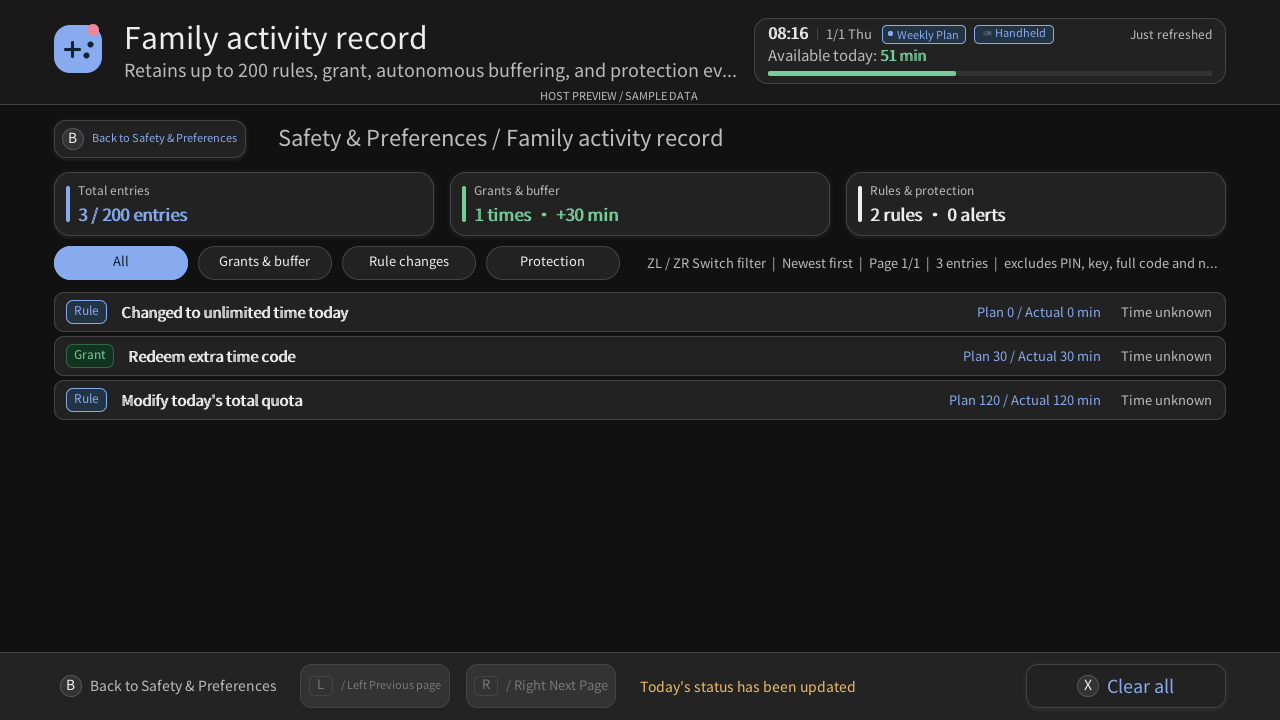 Family activity record
Retains up to 200 rules, grant, autonomous buffering, and protection ev...
08:16 | 1/1 Thu Weekly Plan Handheld Just refreshed
Available today: 51 min
HOST PREVIEW / SAMPLE DATA
B Back to Safety & Preferences
Safety & Preferences / Family activity record
Total entries
3 / 200 entries
Grants & buffer
1 times • +30 min
Rules & protection
2 rules • 0 alerts
All Grants & buffer Rule changes Protection ZL / ZR Switch filter | Newest first | Page 1/1 | 3 entries | excludes PIN, key, full code and n...
Rule Changed to unlimited time today Plan 0 / Actual 0 min Time unknown
Grant Redeem extra time code Plan 30 / Actual 30 min Time unknown
Rule Modify today's total quota Plan 120 / Actual 120 min Time unknown
B Back to Safety & Preferences L / Left Previous page R / Right Next Page Today's status has been updated X Clear all